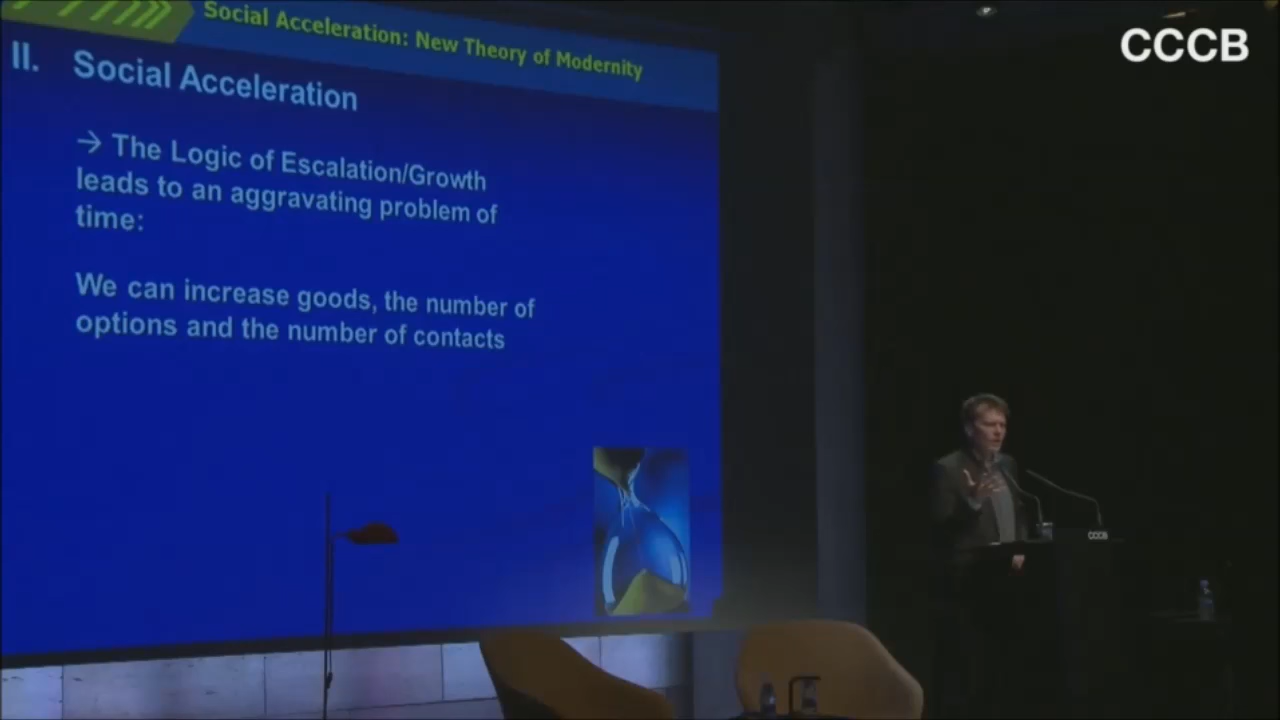 Social Acceleration: New Theory of Modernity
CCCB
II. Social Acceleration
→ The Logic of Escalation/Growth
leads to an aggravating problem of
time:
We can increase goods, the number of
options and the number of contacts
CCCB